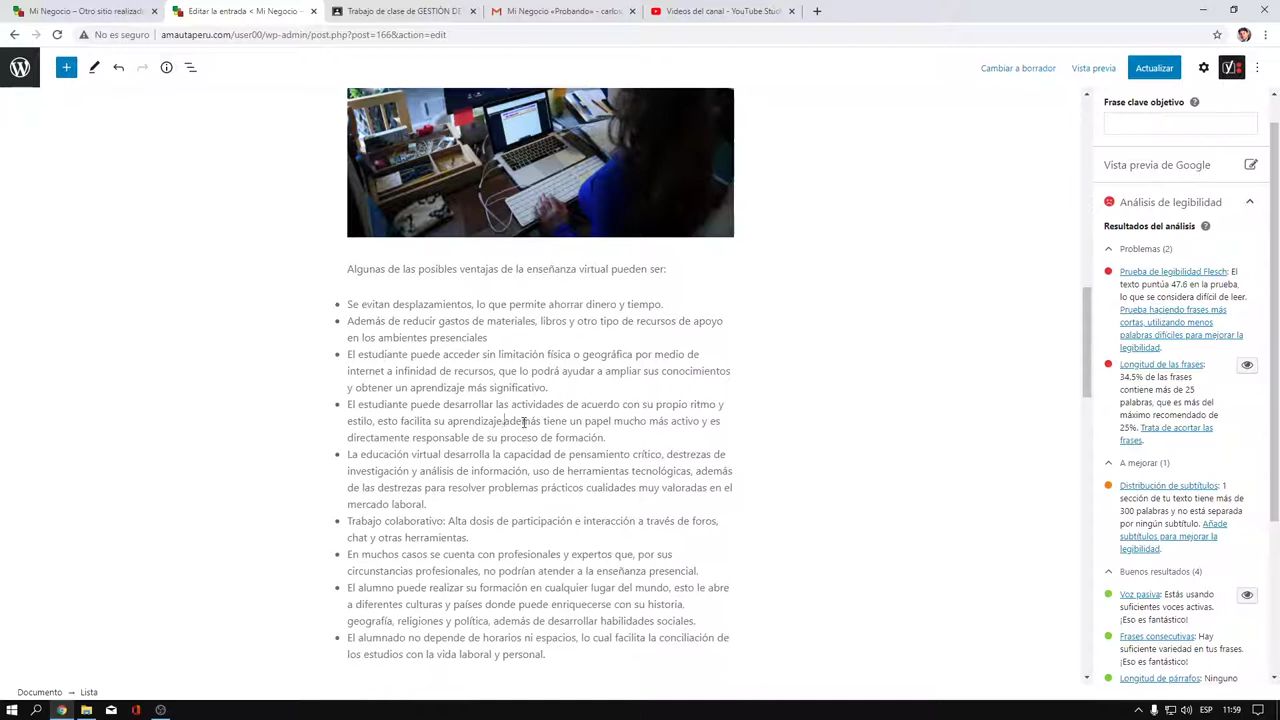 Mi Negocio – Otro sitio realizado
Editar la entrada < Mi Negocio —
Trabajo de clase de GESTIÓN DE
Mi Negocio «Probando» - carlos
Videos del canal - YouTube Stud
No es seguro
amautaperu.com/user00/wp-admin/post.php?post=166&action=edit
Cambiar a borrador
Vista previa
Actualizar
Algunas de las posibles ventajas de la enseñanza virtual pueden ser:
Se evitan desplazamientos, lo que permite ahorrar dinero y tiempo.
Además de reducir gastos de materiales, libros y otro tipo de recursos de apoyo
en los ambientes presenciales
El estudiante puede acceder sin limitación física o geográfica por medio de
internet a infinidad de recursos, que lo podrá ayudar a ampliar sus conocimientos
y obtener un aprendizaje más significativo.
El estudiante puede desarrollar las actividades de acuerdo con su propio ritmo y
estilo, esto facilita su aprendizaje.además tiene un papel mucho más activo y es
directamente responsable de su proceso de formación.
La educación virtual desarrolla la capacidad de pensamiento crítico, destrezas de
investigación y análisis de información, uso de herramientas tecnológicas, además
de las destrezas para resolver problemas prácticos cualidades muy valoradas en el
mercado laboral.
Trabajo colaborativo: Alta dosis de participación e interacción a través de foros,
chat y otras herramientas.
En muchos casos se cuenta con profesionales y expertos que, por sus
circunstancias profesionales, no podrían atender a la enseñanza presencial.
El alumno puede realizar su formación en cualquier lugar del mundo, esto le abre
a diferentes culturas y países donde puede enriquecerse con su historia,
geografía, religiones y política, además de desarrollar habilidades sociales.
El alumnado no depende de horarios ni espacios, lo cual facilita la conciliación de
los estudios con la vida laboral y personal.
Frase clave objetivo
Vista previa de Google
Análisis de legibilidad
Resultados del análisis
Problemas (2)
Prueba de legibilidad Flesch: El
texto puntúa 47.6 en la prueba,
lo que se considera difícil de leer.
Prueba haciendo frases más
cortas, utilizando menos
palabras difíciles para mejorar la
legibilidad.
Longitud de las frases:
34.5% de las frases
contiene más de 25
palabras, que es más del
máximo recomendado de
25%. Trata de acortar las
frases.
A mejorar (1)
Distribución de subtítulos: 1
sección de tu texto tiene más de
300 palabras y no está separada
por ningún subtítulo. Añade
subtítulos para mejorar la
legibilidad.
Buenos resultados (4)
Voz pasiva: Estás usando
suficientes voces activas.
¡Eso es fantástico!
Frases consecutivas: Hay
suficiente variedad en tus frases.
¡Eso es fantástico!
Longitud de párrafos: Ninguno
Documento → Lista
ESP
11:59